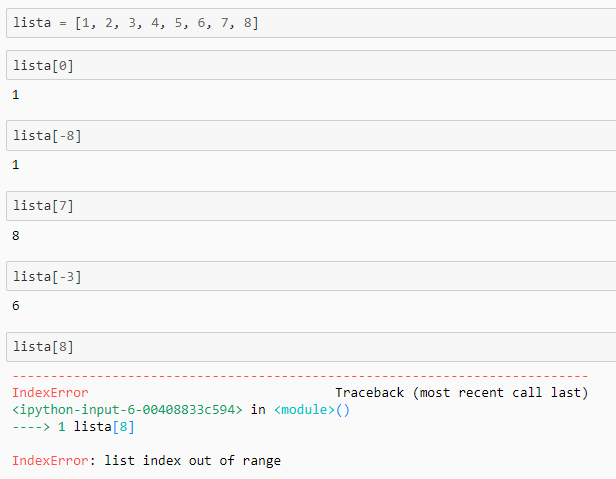 lista = [1, 2, 3, 4, 5, 6, 7, 8]
lista[0]
1
lista[-8]
1
lista[7]
8
lista[-3]
6
lista[8]
---------------------------------------------------------------------------
IndexError                                Traceback (most recent call last)
<ipython-input-6-00408833c594> in <module>()
----> 1 lista[8]
IndexError: list index out of range